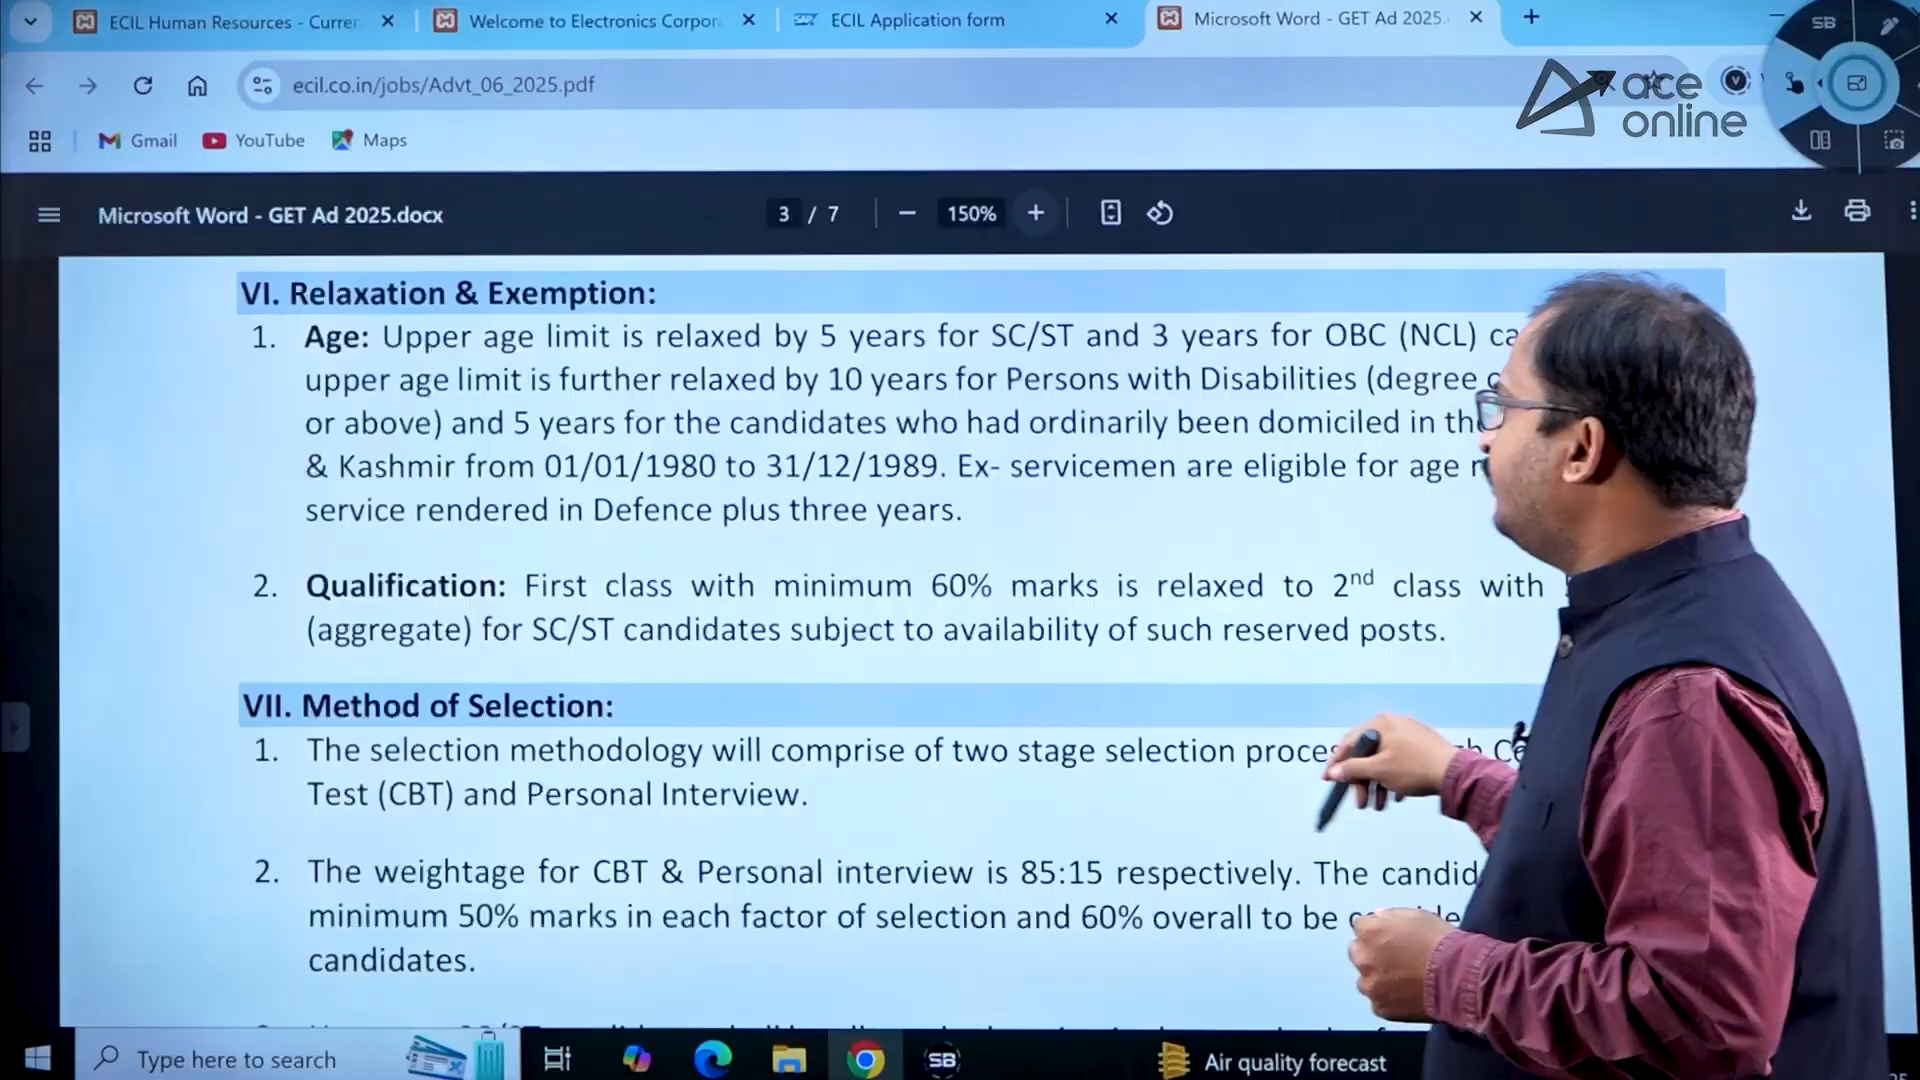 ECIL Human Resources - Currer
Welcome to Electronics Corpor
SAP ECIL Application form
Microsoft Word - GET Ad 2025.
SB
ecil.co.in/jobs/Advt_06_2025.pdf
V
ace
online
Gmail YouTube Maps
Microsoft Word - GET Ad 2025.docx
3 / 7
150%
VI. Relaxation & Exemption:
1. Age: Upper age limit is relaxed by 5 years for SC/ST and 3 years for OBC (NCL)
upper age limit is further relaxed by 10 years for Persons with Disabilities (degree
or above) and 5 years for the candidates who had ordinarily been domiciled in
& Kashmir from 01/01/1980 to 31/12/1989. Ex- servicemen are eligible for age
service rendered in Defence plus three years.
2. Qualification: First class with minimum 60% marks is relaxed to 2nd class with
(aggregate) for SC/ST candidates subject to availability of such reserved posts.
VII. Method of Selection:
1. The selection methodology will comprise of two stage selection
Test (CBT) and Personal Interview.
2. The weightage for CBT & Personal interview is 85:15 respectively. The
minimum 50% marks in each factor of selection and 60% overall to be
candidates.
Type here to search
SB
Air quality forecast